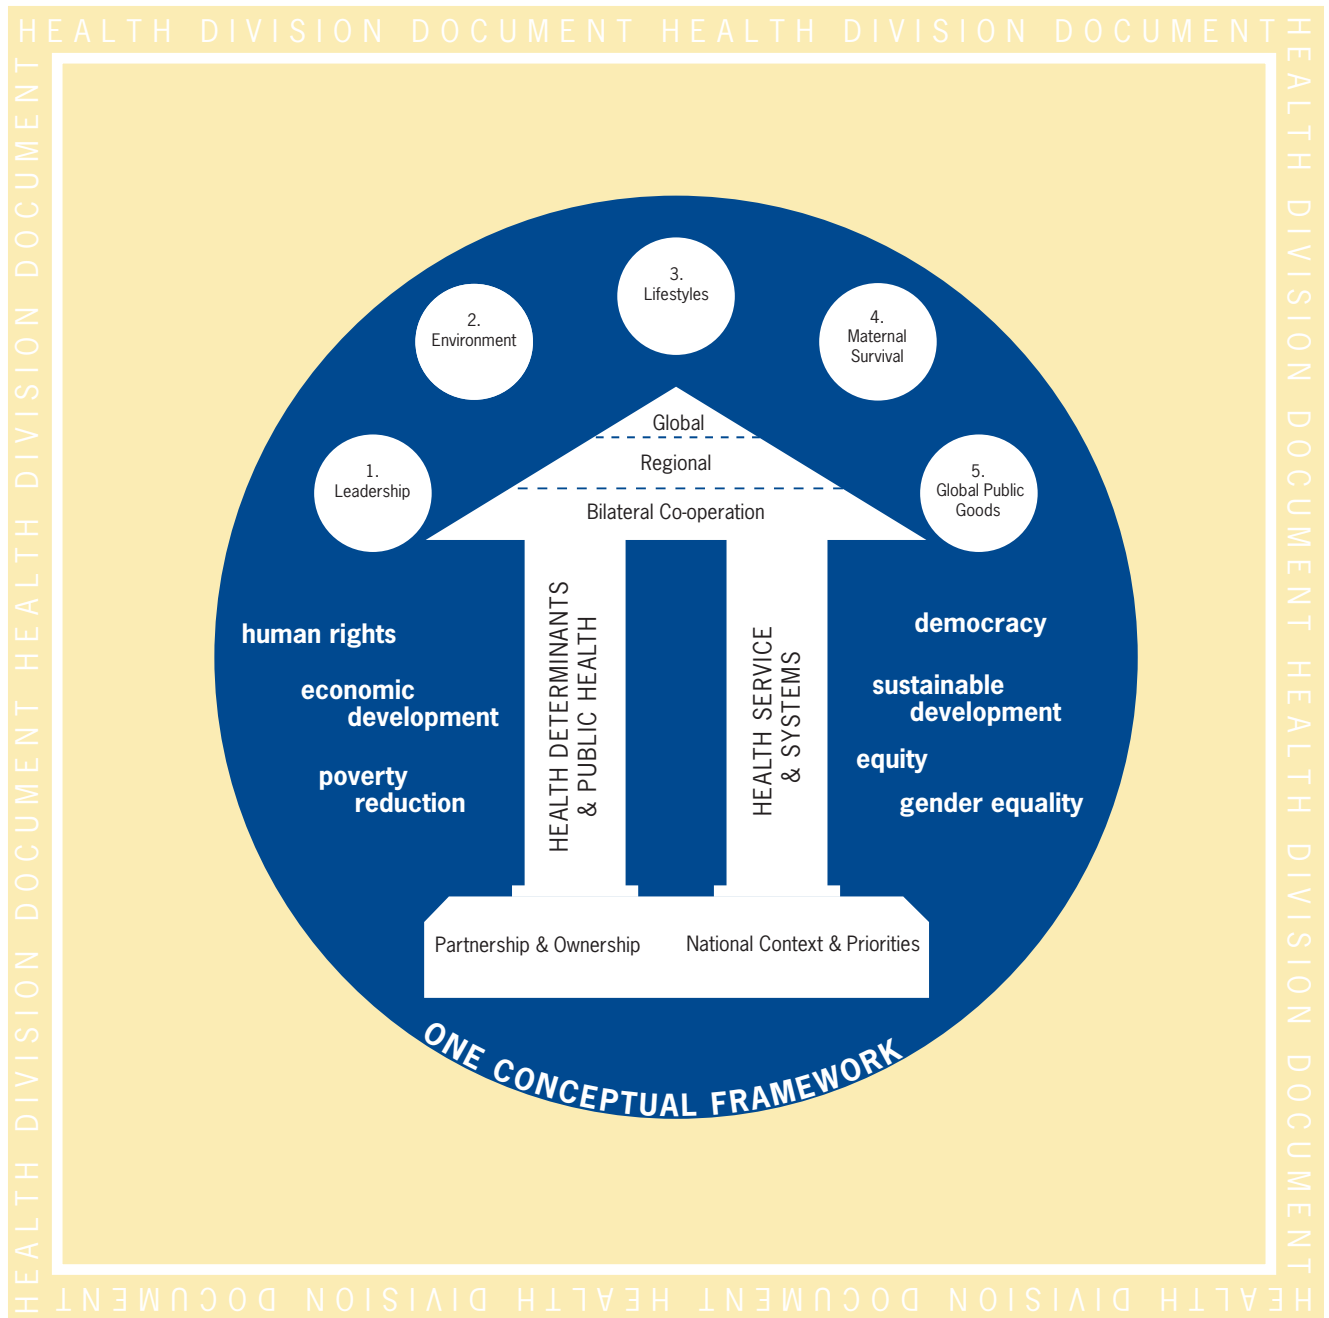 HEALTH DIVISION DOCUMENT HEALTH DIVISION DOCUMENT
HEALTH DIVISION DOCUMENT HEALTH DIVISION DOCUMENT
3.
Lifestyles
2.
Environment
4.
Maternal
Survival
1.
Leadership
5.
Global Public
Goods
Global
Regional
Bilateral Co-operation
human rights
economic
development
poverty
reduction
HEALTH DETERMINANTS
& PUBLIC HEALTH
HEALTH SERVICE
& SYSTEMS
democracy
sustainable
development
equity
gender equality
Partnership & Ownership
National Context & Priorities
ONE CONCEPTUAL FRAMEWORK
HEALTH DIVISION DOCUMENT HEALTH DIVISION DOCUMENT
HEALTH DIVISION DOCUMENT HEALTH DIVISION DOCUMENT